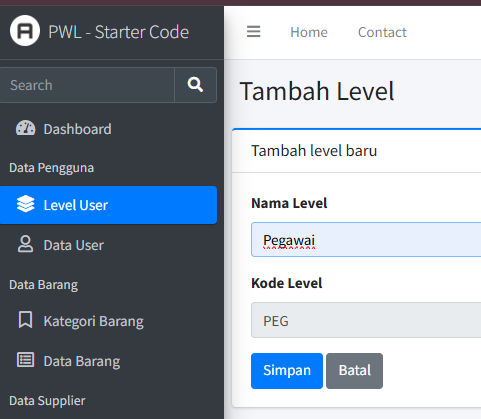 PWL - Starter Code
Home
Contact
Search
Dashboard
Data Pengguna
Level User
Data User
Data Barang
Kategori Barang
Data Barang
Data Supplier
Tambah Level
Tambah level baru
Nama Level
Pegawai
Kode Level
PEG
Simpan
Batal